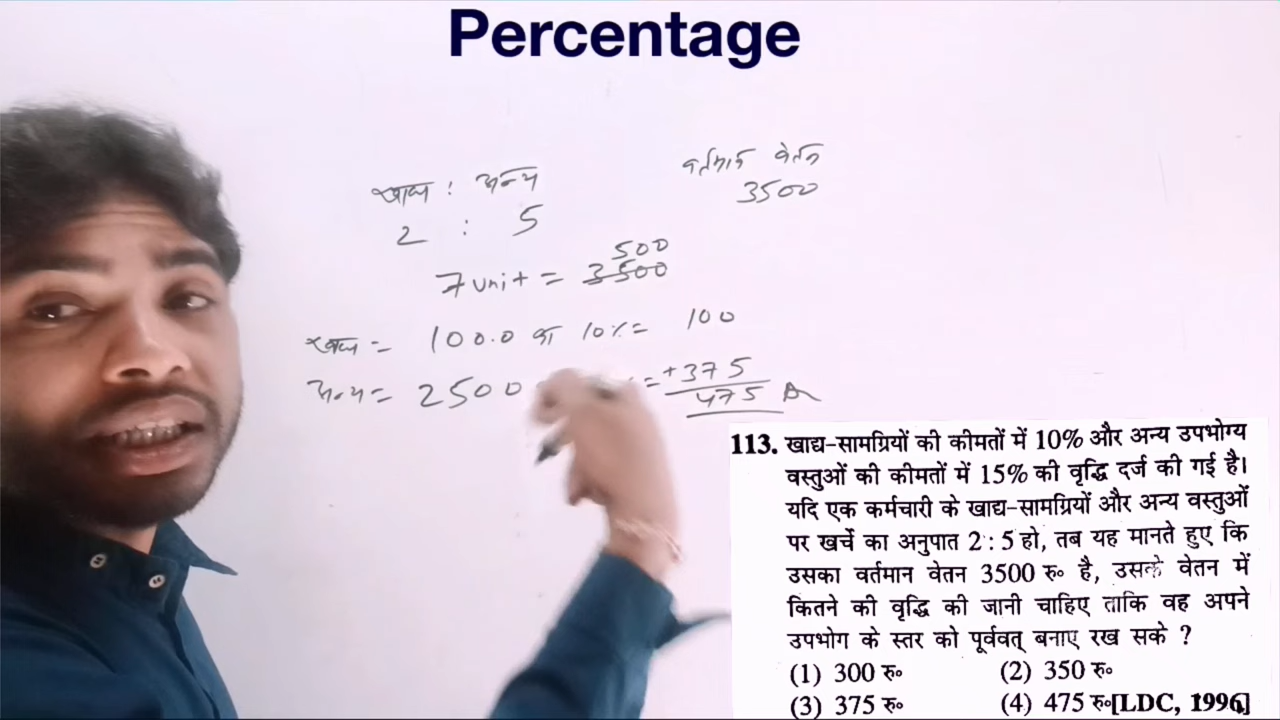 Percentage
खाद्य : अन्य
2 : 5
वर्तमान वेतन
3500
500
7 unit = 3500
खाद्य = 100.0 का 10% = 100
अन्य = 2500 % = +375
475 A
113. खाद्य-सामग्रियों की कीमतों में 10% और अन्य उपभोग्य
वस्तुओं की कीमतों में 15% की वृद्धि दर्ज की गई है।
यदि एक कर्मचारी के खाद्य-सामग्रियों और अन्य वस्तुओं
पर खर्चे का अनुपात 2 : 5 हो, तब यह मानते हुए कि
उसका वर्तमान वेतन 3500 रु० है, उसके वेतन में
कितने की वृद्धि की जानी चाहिए ताकि वह अपने
उपभोग के स्तर को पूर्ववत् बनाए रख सके ?
(1) 300 रु० (2) 350 रु०
(3) 375 रु० (4) 475 रु०[LDC, 1996]